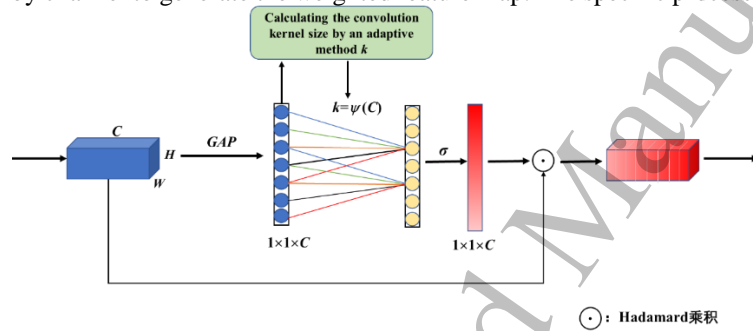 Calculating the convolution
kernel size by an adaptive
method k
k=ψ(C)
C
H
W
GAP
σ
1×1×C
1×1×C
⊙: Hadamard乘积
d Manu